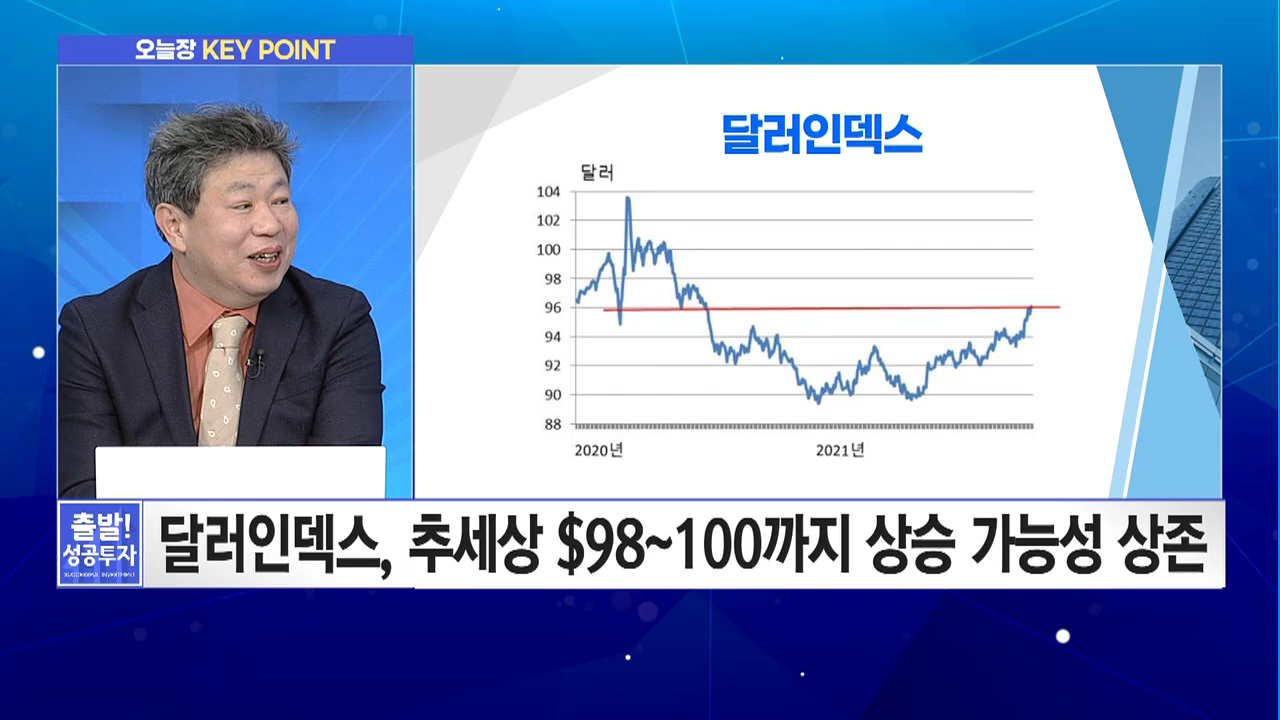 오늘장 KEY POINT
달러인덱스
달러
104
102
100
98
96
94
92
90
88
2020년
2021년
출발!
성공투자
SUCCESSFUL INVESTMENT
달러인덱스, 추세상 $98~100까지 상승 가능성 상존